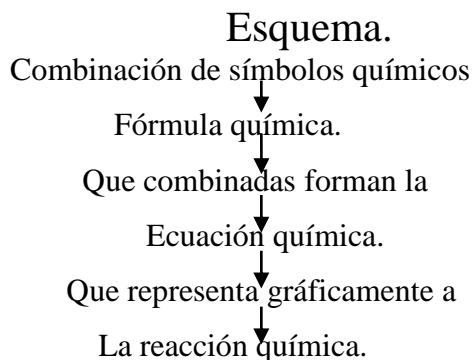 Esquema.
Combinación de símbolos químicos
Fórmula química.
Que combinadas forman la
Ecuación química.
Que representa gráficamente a
La reacción química.